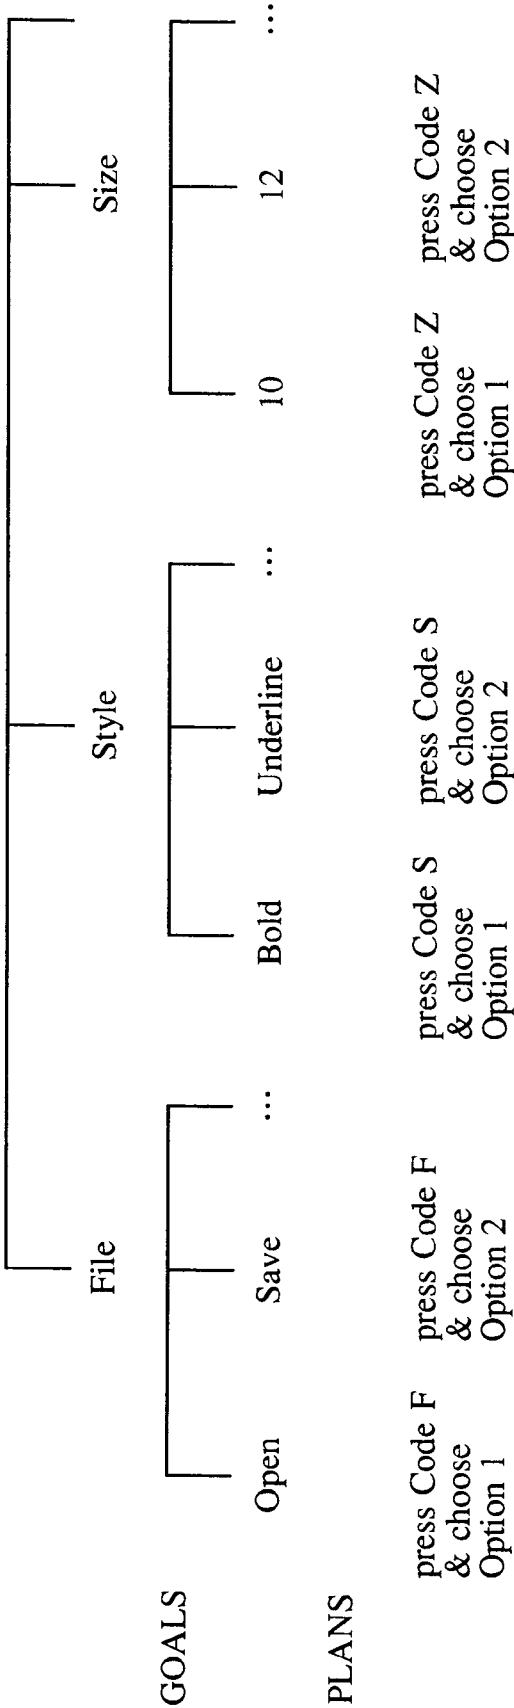 ...
File
Style
Size
GOALS
Open
Save
...
Bold
Underline
...
10
12
...
PLANS
press Code F
& choose
Option 1
press Code F
& choose
Option 2
press Code S
& choose
Option 1
press Code S
& choose
Option 2
press Code Z
& choose
Option 1
press Code Z
& choose
Option 2